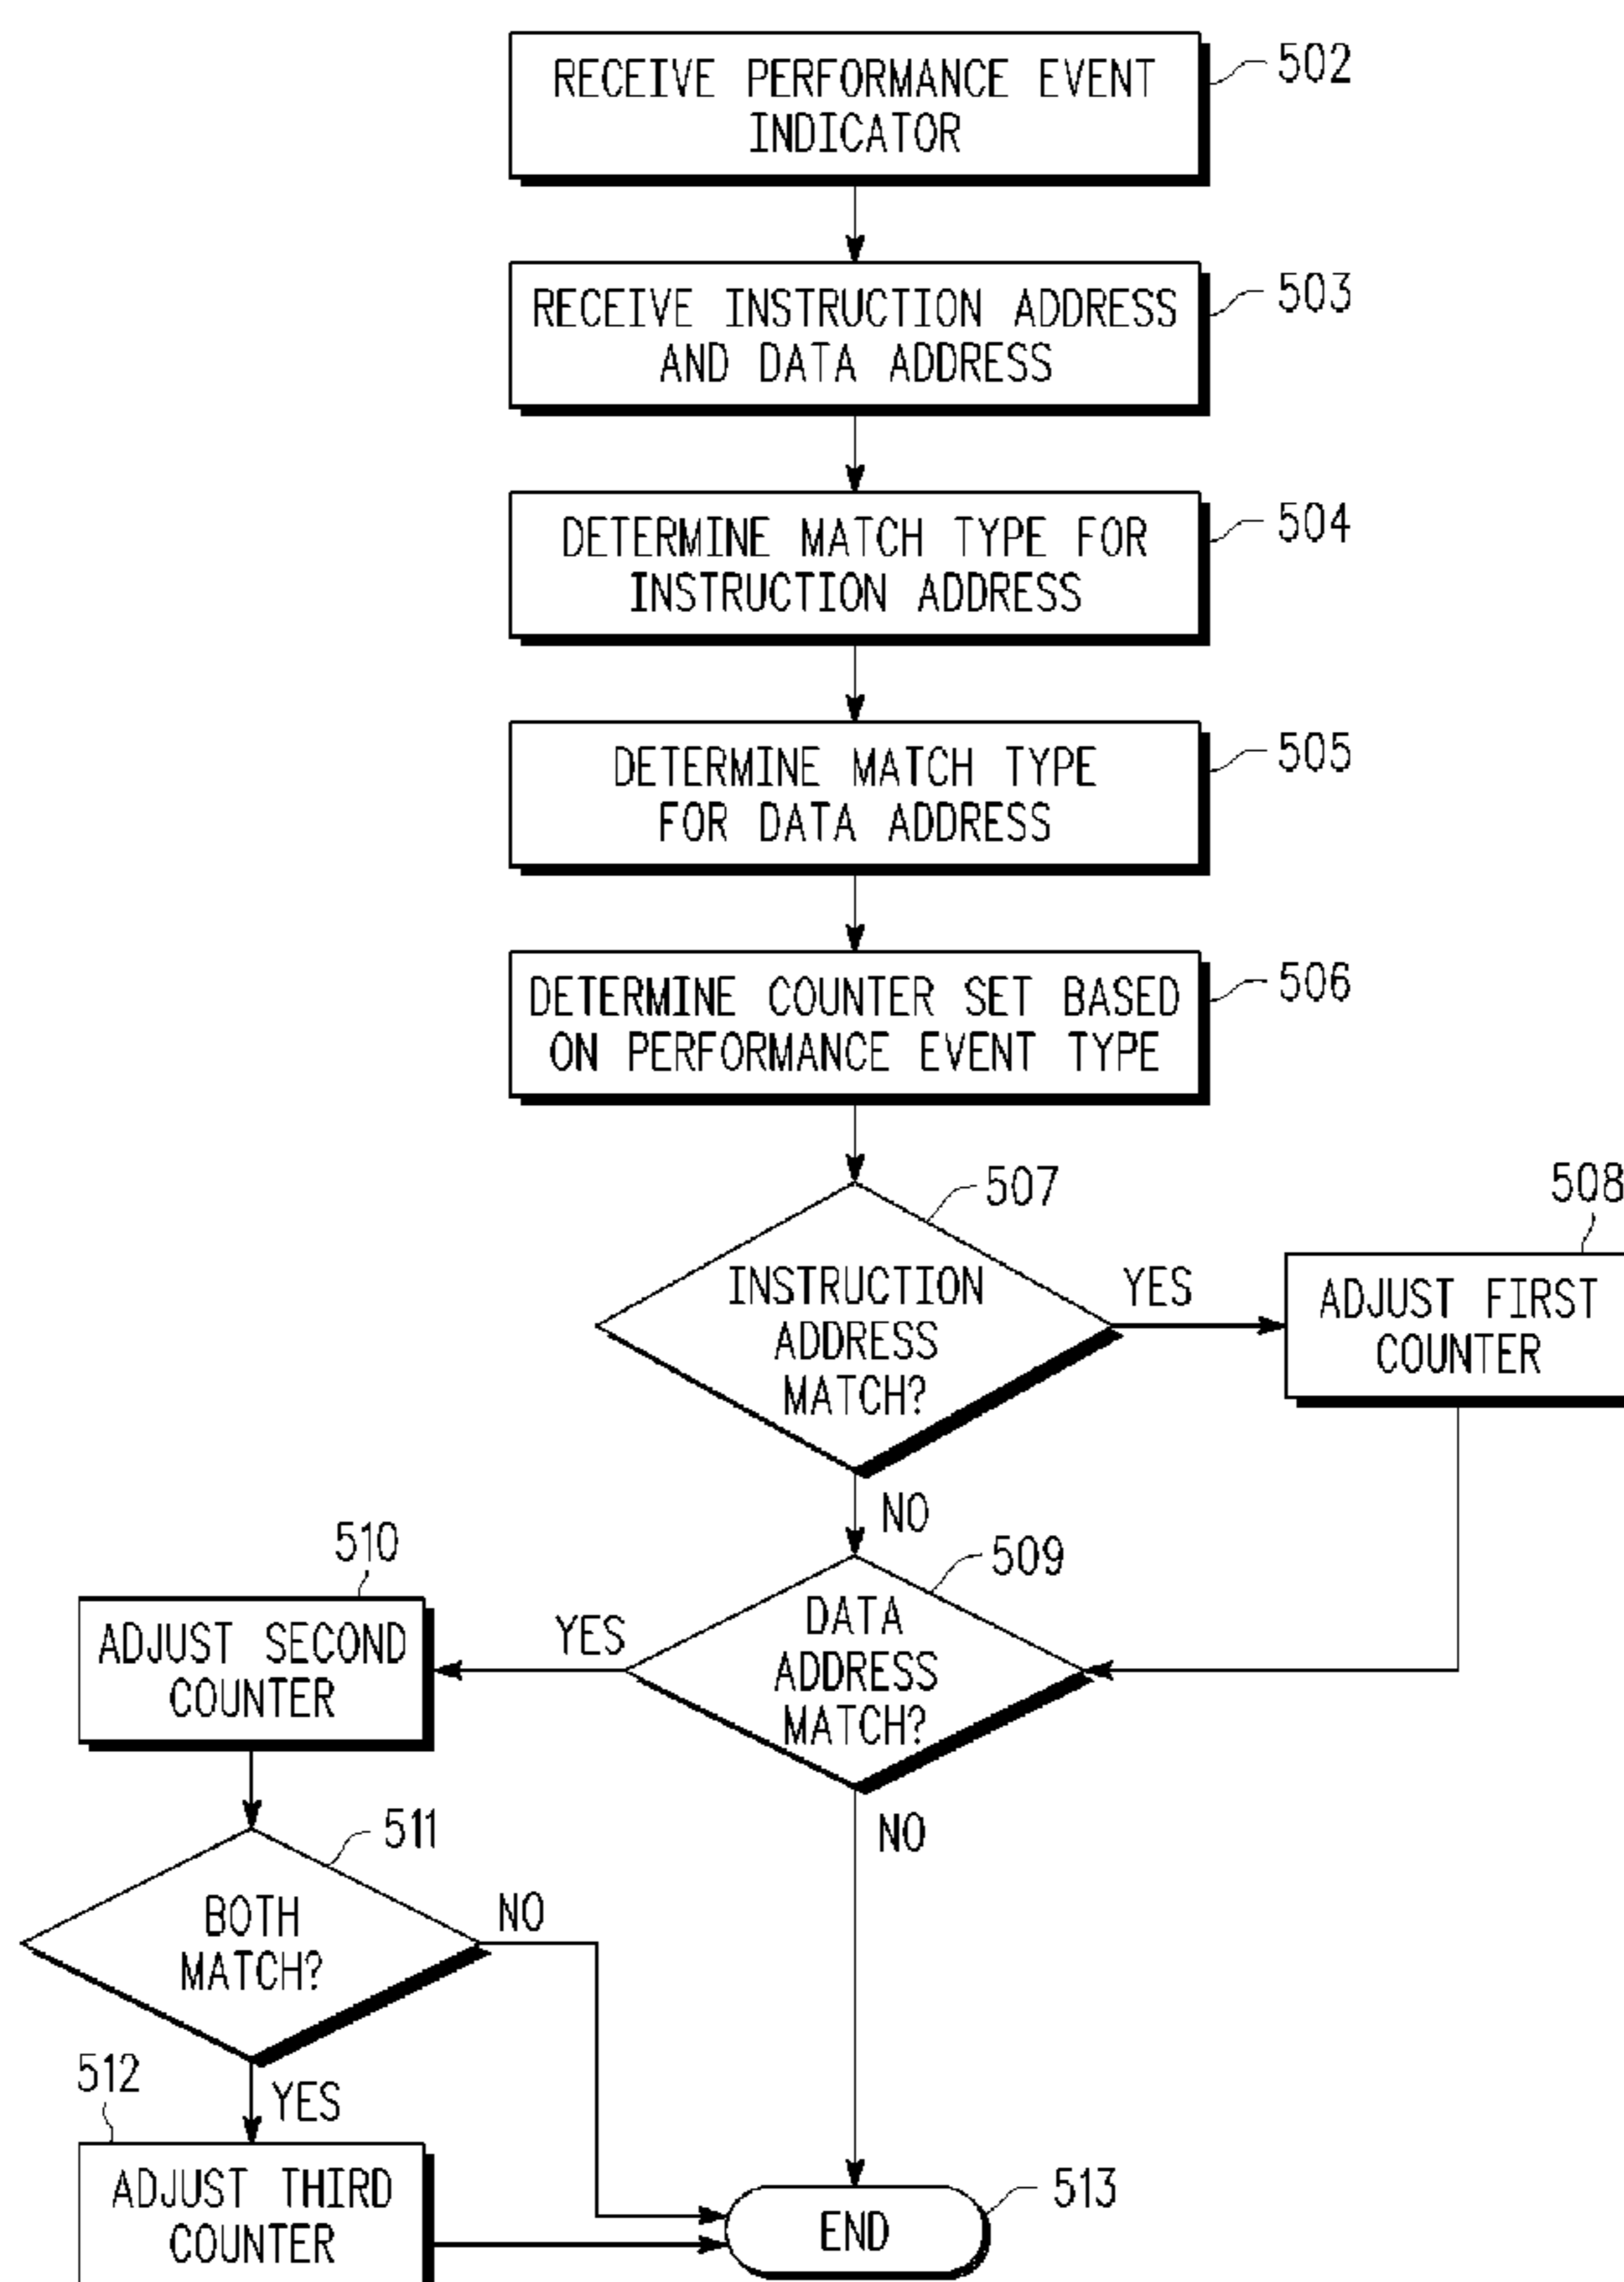 RECEIVE PERFORMANCE EVENT
INDICATOR
502
RECEIVE INSTRUCTION ADDRESS
AND DATA ADDRESS
503
DETERMINE MATCH TYPE FOR
INSTRUCTION ADDRESS
504
DETERMINE MATCH TYPE
FOR DATA ADDRESS
505
DETERMINE COUNTER SET BASED
ON PERFORMANCE EVENT TYPE
506
507
INSTRUCTION
ADDRESS
MATCH?
YES
508
ADJUST FIRST
COUNTER
NO
509
DATA
ADDRESS
MATCH?
YES
510
ADJUST SECOND
COUNTER
NO
511
BOTH
MATCH?
NO
YES
512
ADJUST THIRD
COUNTER
END
513